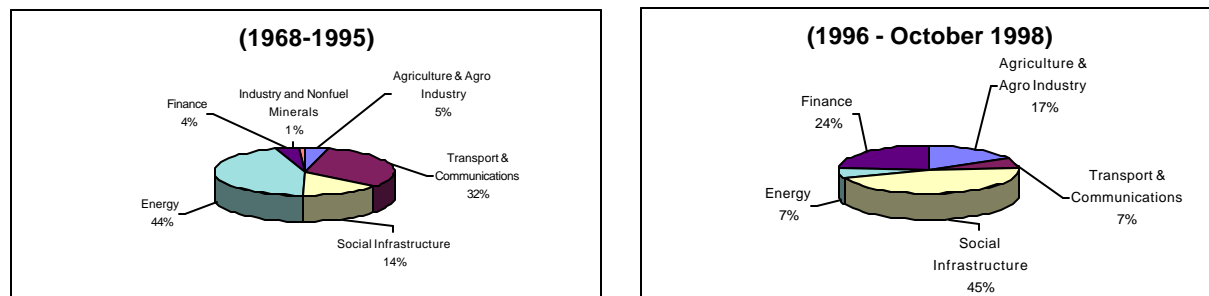 (1968-1995)
Industry and Nonfuel
Minerals
1%
Agriculture & Agro
Industry
5%
Finance
4%
Transport &
Communications
32%
Energy
44%
Social Infrastructure
14%
(1996 - October 1998)
Agriculture &
Agro Industry
17%
Finance
24%
Transport &
Communications
7%
Energy
7%
Social
Infrastructure
45%